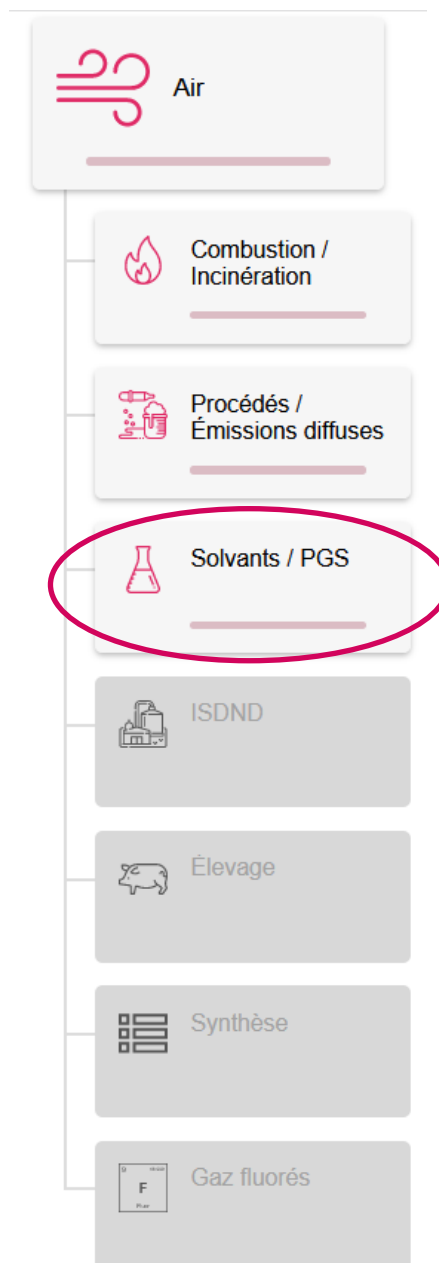 Air
Combustion /
Incinération
Procédés /
Émissions diffuses
Solvants / PGS
ISDND
Élevage
Synthèse
F
Gaz fluorés